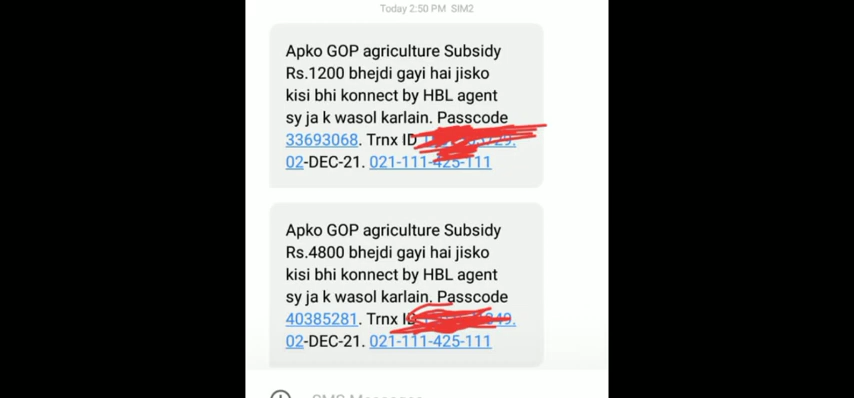 Today 2:50 PM SIM2
Apko GOP agriculture Subsidy
Rs.1200 bhejdi gayi hai jisko
kisi bhi konnect by HBL agent
sy ja k wasol karlain. Passcode
33693068. Trnx ID
02-DEC-21. 021-111-425-111
Apko GOP agriculture Subsidy
Rs.4800 bhejdi gayi hai jisko
kisi bhi konnect by HBL agent
sy ja k wasol karlain. Passcode
40385281. Trnx ID
02-DEC-21. 021-111-425-111